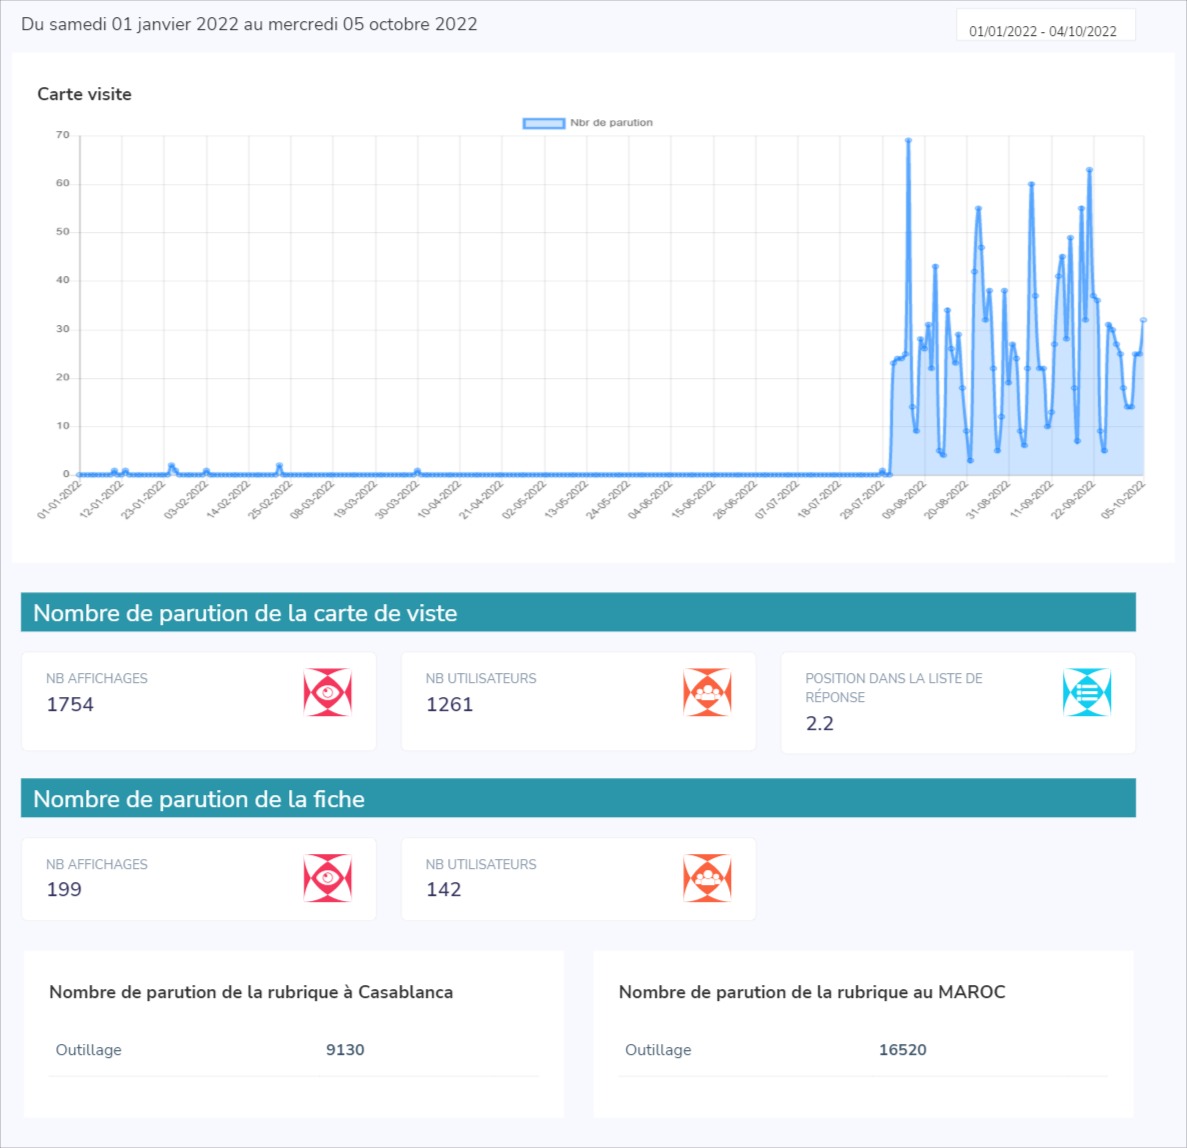 Du samedi 01 janvier 2022 au mercredi 05 octobre 2022
01/01/2022 - 04/10/2022
Carte visite
Nbr de parution
70
60
50
40
30
20
10
0
01-01-2022
12-01-2022
23-01-2022
03-02-2022
14-02-2022
25-02-2022
08-03-2022
19-03-2022
30-03-2022
10-04-2022
21-04-2022
02-05-2022
13-05-2022
24-05-2022
04-06-2022
15-06-2022
26-06-2022
07-07-2022
18-07-2022
29-07-2022
09-08-2022
20-08-2022
31-08-2022
11-09-2022
22-09-2022
05-10-2022
Nombre de parution de la carte de viste
NB AFFICHAGES
1754
NB UTILISATEURS
1261
POSITION DANS LA LISTE DE
RÉPONSE
2.2
Nombre de parution de la fiche
NB AFFICHAGES
199
NB UTILISATEURS
142
Nombre de parution de la rubrique à Casablanca
Outillage 9130
Nombre de parution de la rubrique au MAROC
Outillage 16520